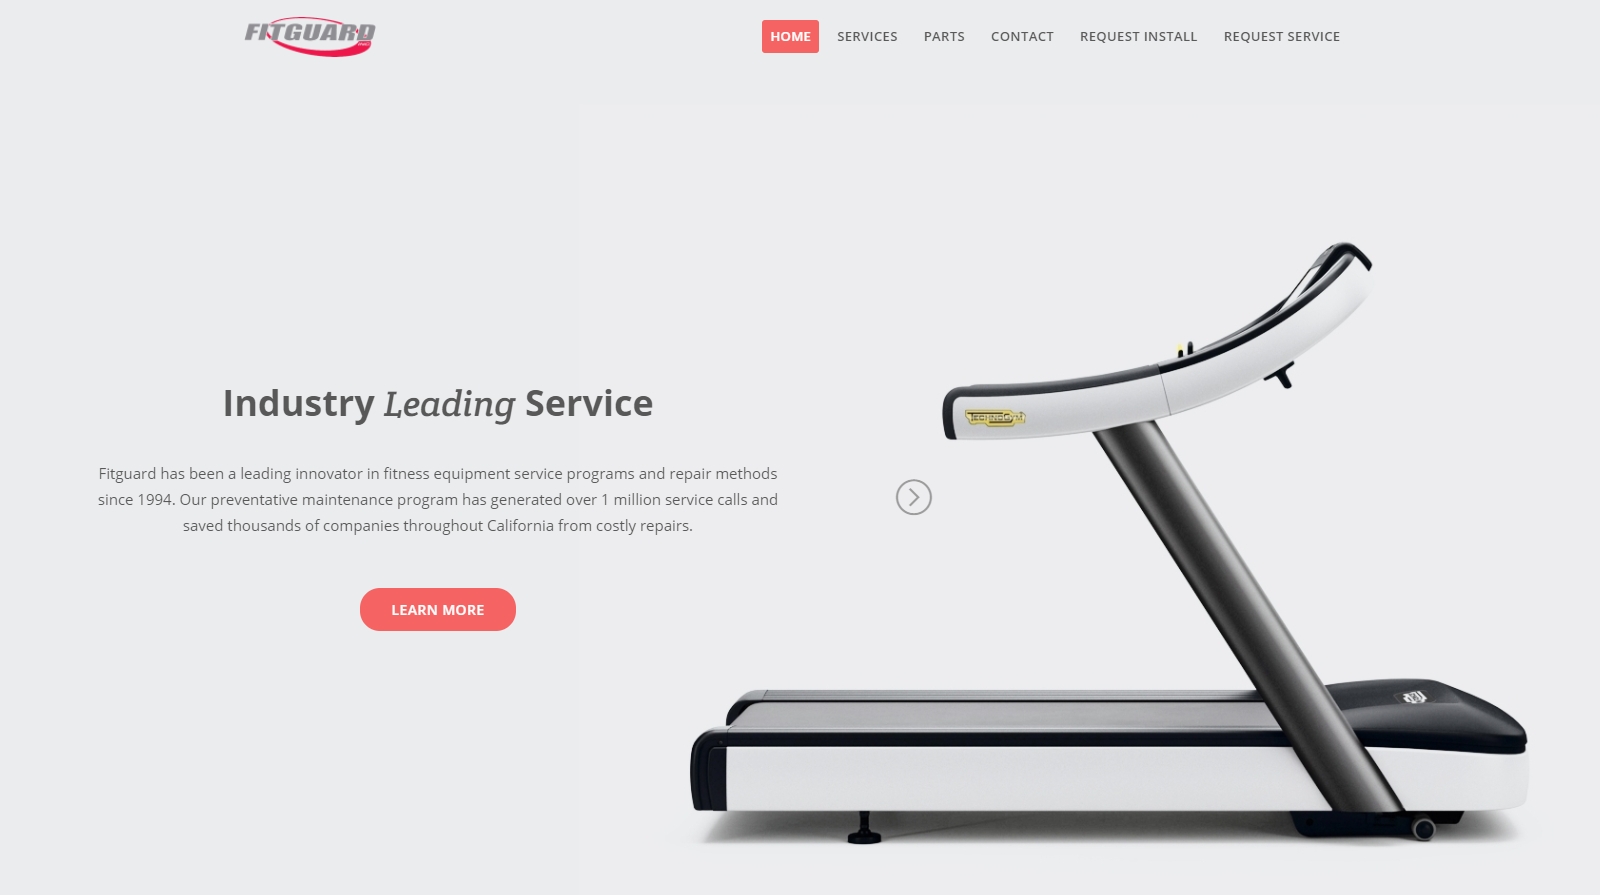 FITGUARD
HOME SERVICES PARTS CONTACT REQUEST INSTALL REQUEST SERVICE
Industry Leading Service
Fitguard has been a leading innovator in fitness equipment service programs and repair methods
since 1994. Our preventative maintenance program has generated over 1 million service calls and
saved thousands of companies throughout California from costly repairs.
LEARN MORE
TECHNOGYM